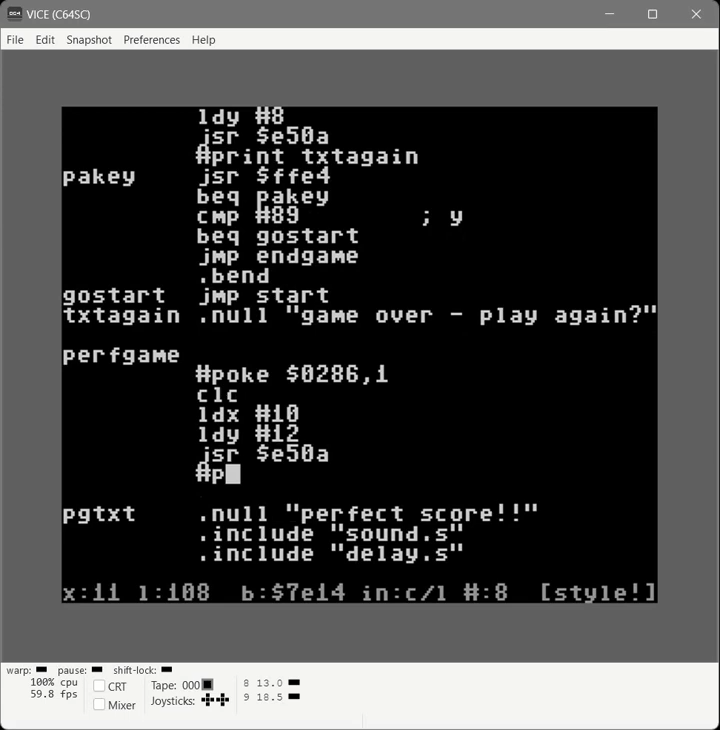 VICE (C64SC)
File Edit Snapshot Preferences Help
ldy #8
jsr $e50a
#print txtagain
pakey jsr $ffe4
beq pakey
cmp #89 ; y
beq gostart
jmp endgame
.bend
gostart jmp start
txtagain .null "game over - play again?"
perfgame
#poke $0286,1
clc
ldx #10
ldy #12
jsr $e50a
#p
pgtxt .null "perfect score!!"
.include "sound.s"
.include "delay.s"
x:11 l:108 b:$7e14 in:c/l #:8 [style!]
warp: pause: shift-lock:
100% cpu
59.8 fps
CRT
Mixer
Tape: 000
Joysticks:
8 13.0
9 18.5